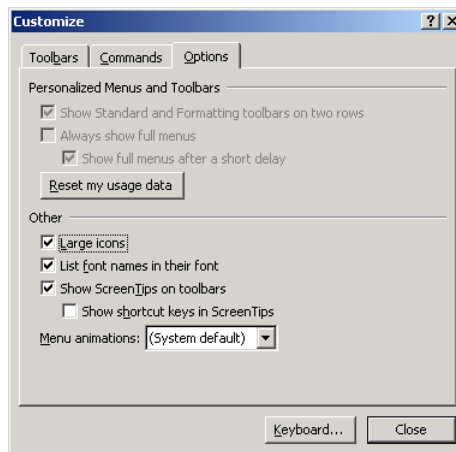 Customize
Toolbars Commands Options
Personalized Menus and Toolbars
Show Standard and Formatting toolbars on two rows
Always show full menus
Show full menus after a short delay
Reset my usage data
Other
Large icons
List font names in their font
Show ScreenTips on toolbars
Show shortcut keys in ScreenTips
Menu animations: (System default)
Keyboard... Close